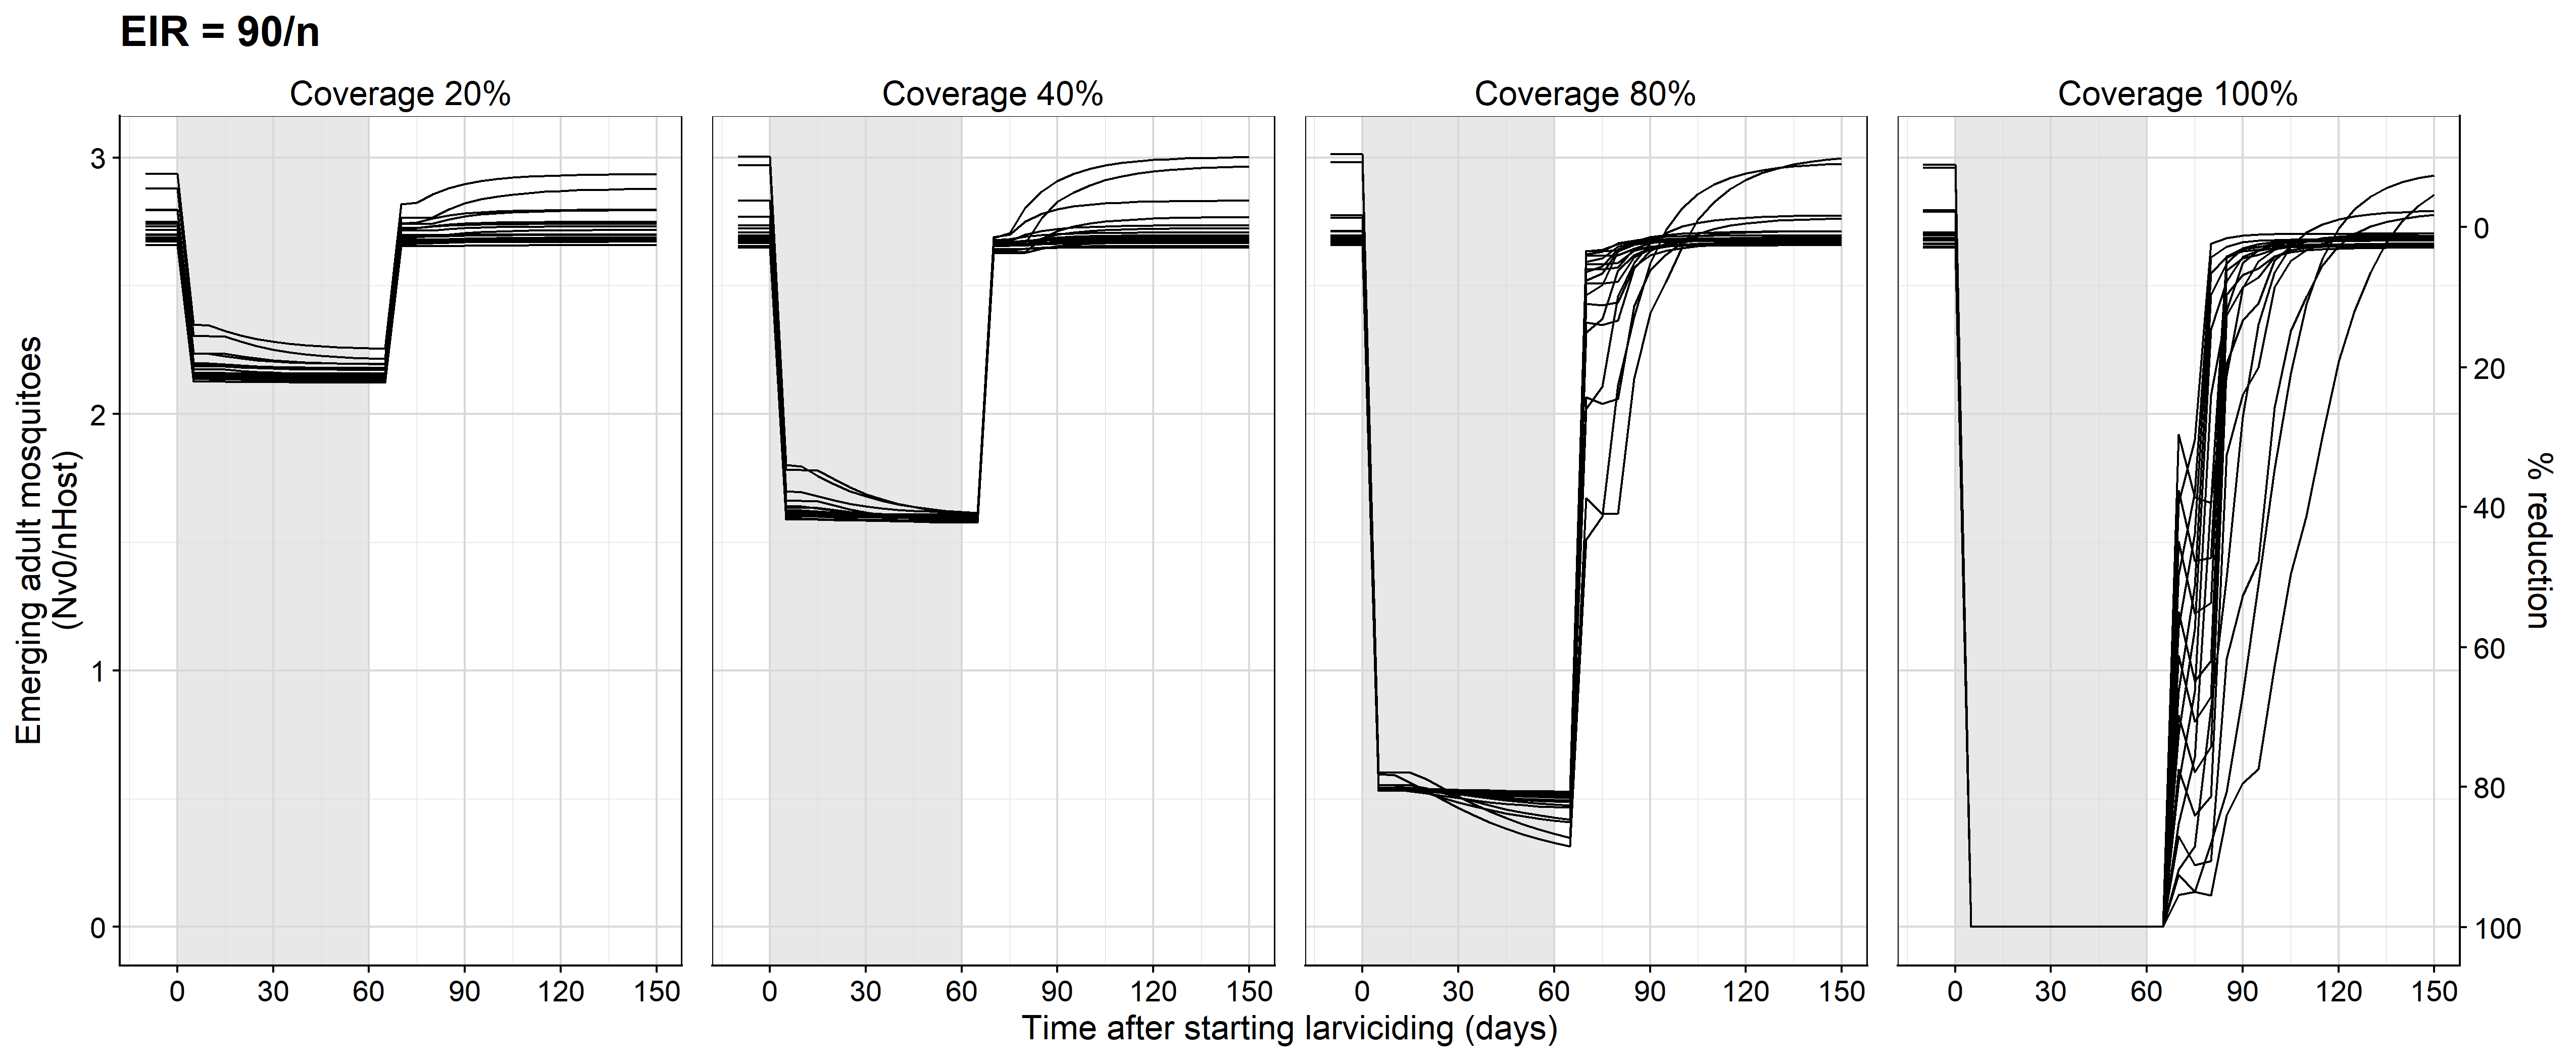 EIR = 90/n
Coverage 20%
Coverage 40%
Coverage 80%
Coverage 100%
Emerging adult mosquitoes
(Nv0/nHost)
3
2
1
0
0
20
40
60
80
100
% reduction
0 30 60 90 120 150
0 30 60 90 120 150
0 30 60 90 120 150
0 30 60 90 120 150
Time after starting larviciding (days)